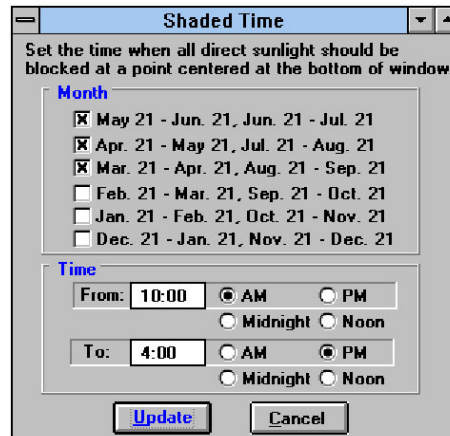 Shaded Time
Set the time when all direct sunlight should be
blocked at a point centered at the bottom of window
Month
May 21 - Jun. 21, Jun. 21 - Jul. 21
Apr. 21 - May 21, Jul. 21 - Aug. 21
Mar. 21 - Apr. 21, Aug. 21 - Sep. 21
Feb. 21 - Mar. 21, Sep. 21 - Oct. 21
Jan. 21 - Feb. 21, Oct. 21 - Nov. 21
Dec. 21 - Jan. 21, Nov. 21 - Dec. 21
Time
From: 10:00 AM PM
Midnight Noon
To: 4:00 AM PM
Midnight Noon
Update Cancel